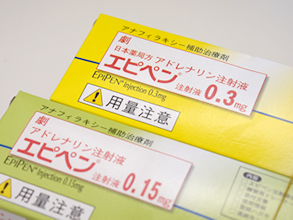 アナフィラキシー補助治療剤
劇
日本薬局方 アドレナリン注射液
エピペン® 注射液0.3mg
EPIPEN® Injection 0.3mg
用量注意
アナフィラキシー補助治療剤
劇
アドレナリン注射液
エピペン® 注射液0.15mg
EPIPEN® Injection 0.15mg
用量注意